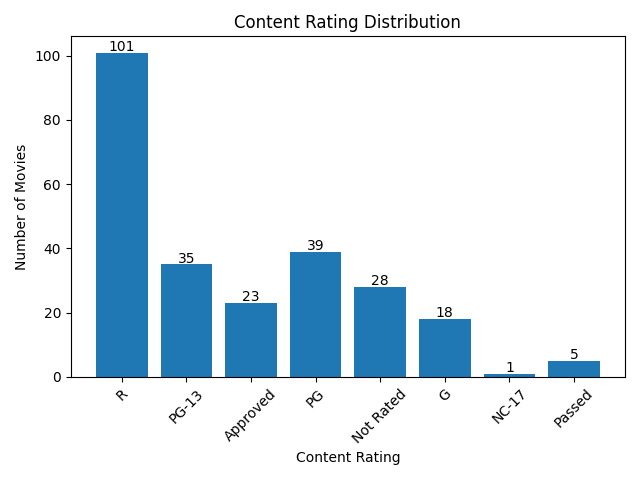 Content Rating Distribution
101
35
23
39
28
18
1
5
100
80
60
40
20
0
Number of Movies
R
PG-13
Approved
PG
Not Rated
G
NC-17
Passed
Content Rating